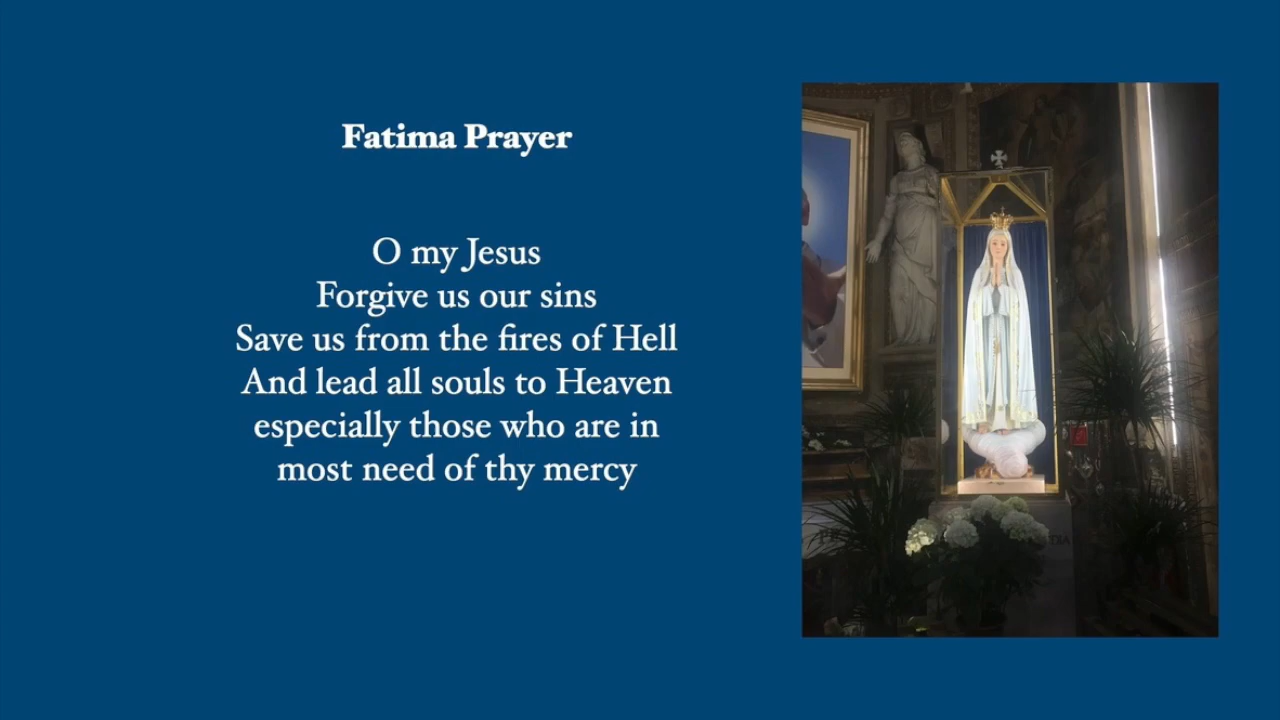 Fatima Prayer
O my Jesus
Forgive us our sins
Save us from the fires of Hell
And lead all souls to Heaven
especially those who are in
most need of thy mercy